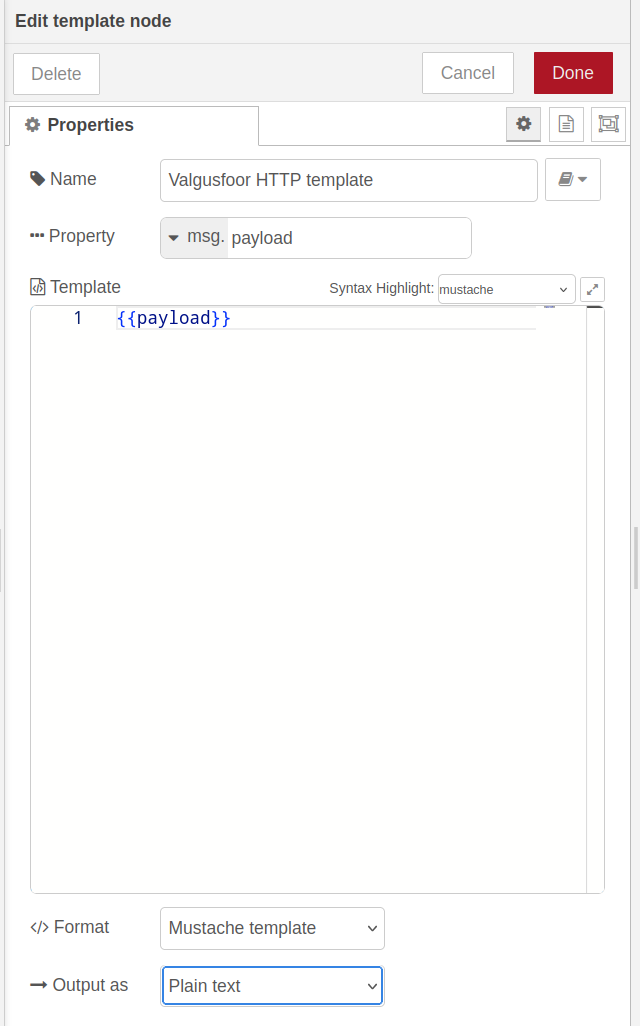 Edit template node
Delete
Cancel
Done
Properties
Name
Valgusfoor HTTP template
Property
msg.
payload
Template
Syntax Highlight:
mustache
1
{{payload}}
Format
Mustache template
Output as
Plain text